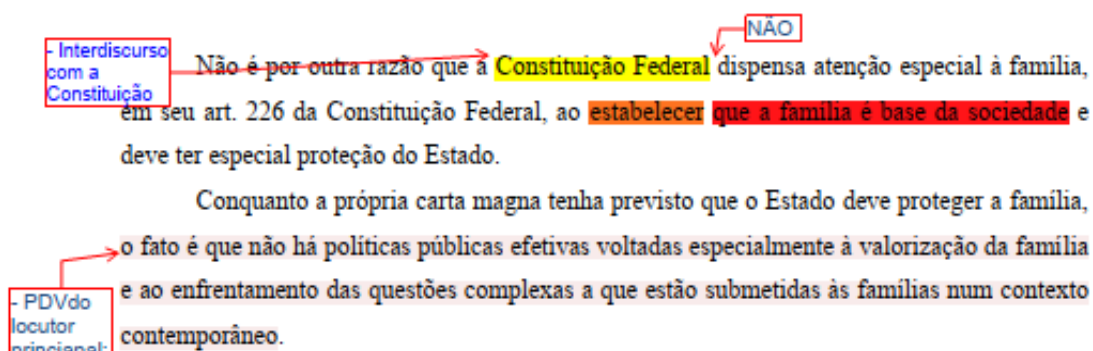 NÃO
- Interdiscurso
com a
Constituição
Não é por outra razão que a Constituição Federal dispensa atenção especial à família,
em seu art. 226 da Constituição Federal, ao estabelecer que a família é base da sociedade e
deve ter especial proteção do Estado.
Conquanto a própria carta magna tenha previsto que o Estado deve proteger a família,
o fato é que não há políticas públicas efetivas voltadas especialmente à valorização da família
e ao enfrentamento das questões complexas a que estão submetidas às famílias num contexto
contemporâneo.
- PDVdo
locutor